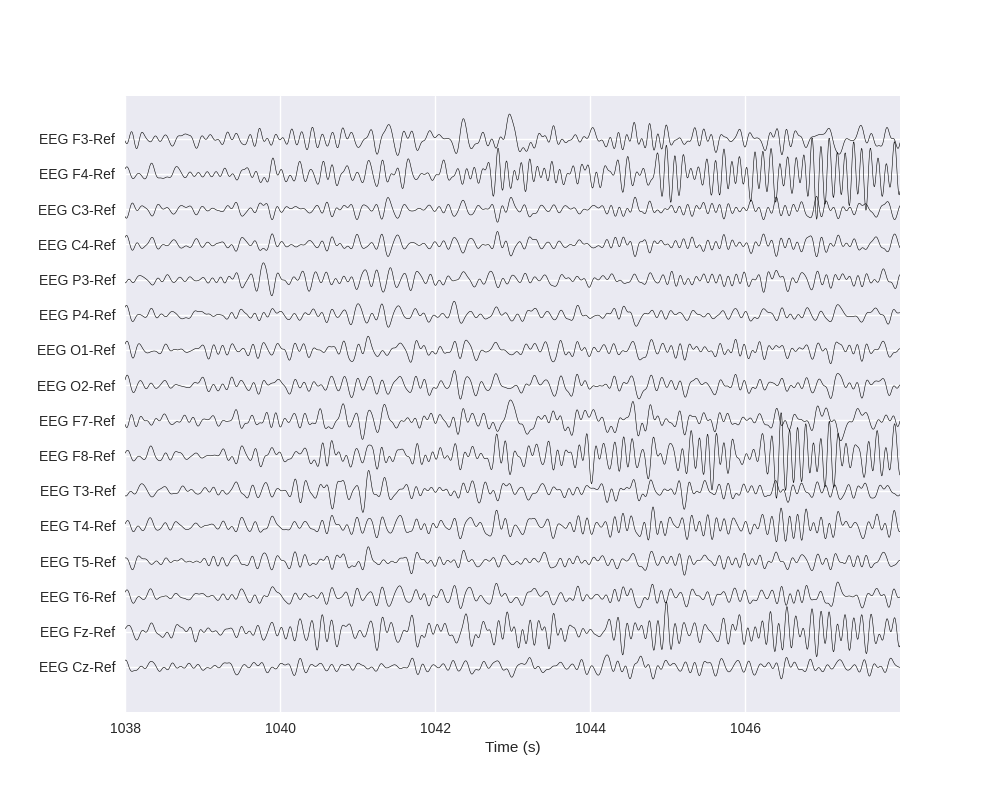 EEG F3-Ref
EEG F4-Ref
EEG C3-Ref
EEG C4-Ref
EEG P3-Ref
EEG P4-Ref
EEG O1-Ref
EEG O2-Ref
EEG F7-Ref
EEG F8-Ref
EEG T3-Ref
EEG T4-Ref
EEG T5-Ref
EEG T6-Ref
EEG Fz-Ref
EEG Cz-Ref
1038 1040 1042 1044 1046
Time (s)